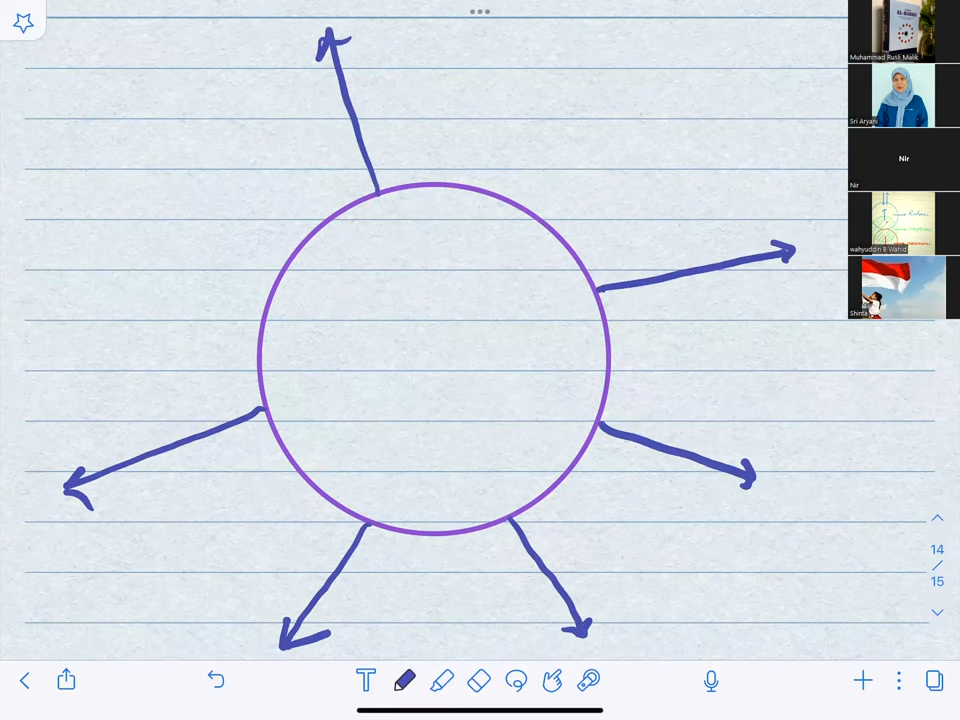 Muhammad Rusli Malik
Sri Aryani
Nir
Nir
wahyuddin B Wahid
Shinta
14
/
15
T